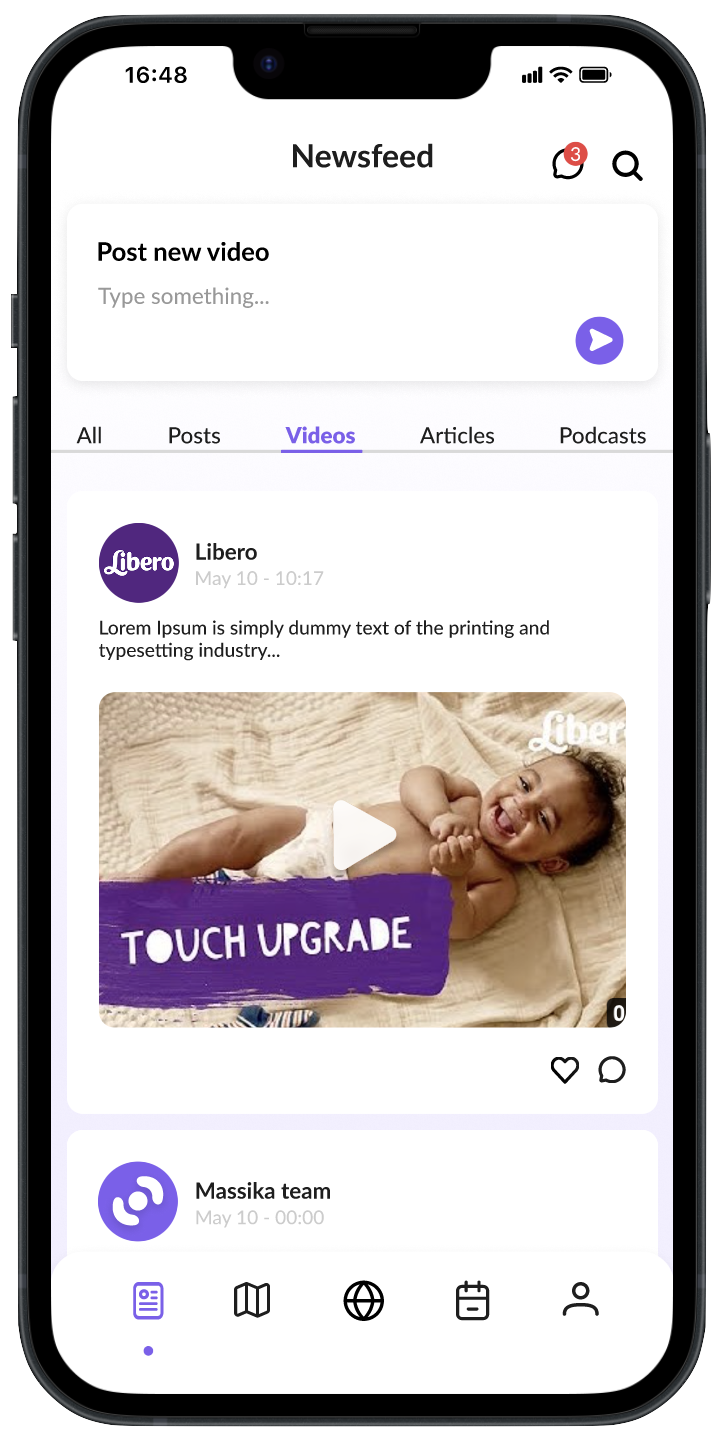 16:48
Newsfeed
3
Post new video
Type something...
All Posts Videos Articles Podcasts
Libero
Libero
May 10 - 10:17
Lorem Ipsum is simply dummy text of the printing and
typesetting industry...
Liber
TOUCH UPGRADE
0
Massika team
May 10 - 00:00